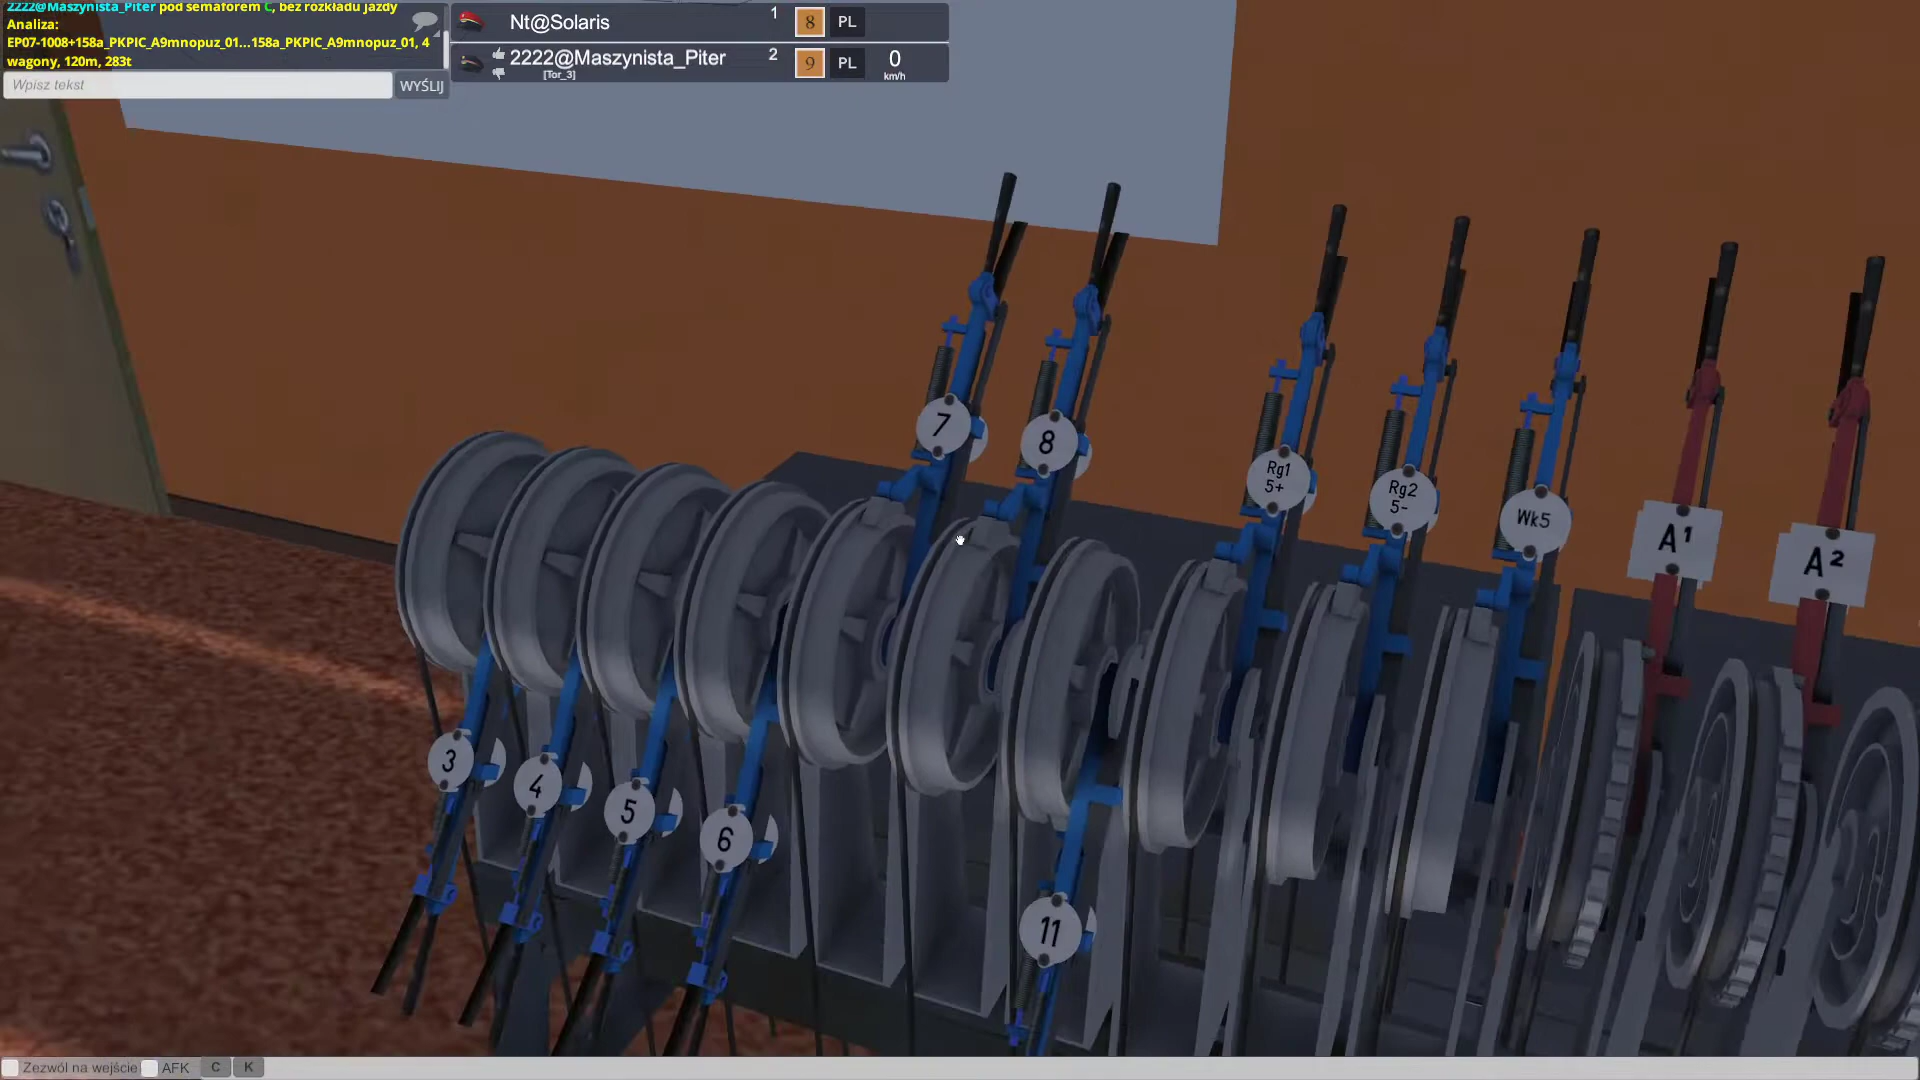 2222@Maszynista_Piter pod semaforem C, bez rozkładu jazdy
Analiza:
EP07-1008+158a_PKPIC_A9mnopuz_01...158a_PKPIC_A9mnopuz_01, 4
wagony, 120m, 283t
Wpisz tekst
WYŚLIJ
Nt@Solaris 1 8 PL
2222@Maszynista_Piter 2 9 PL 0
[Tor_3] km/h
7
8
Rg1
5+
Rg2
5-
Wk5
A¹
A²
3
4
5
6
11
Zezwól na wejście AFK C K